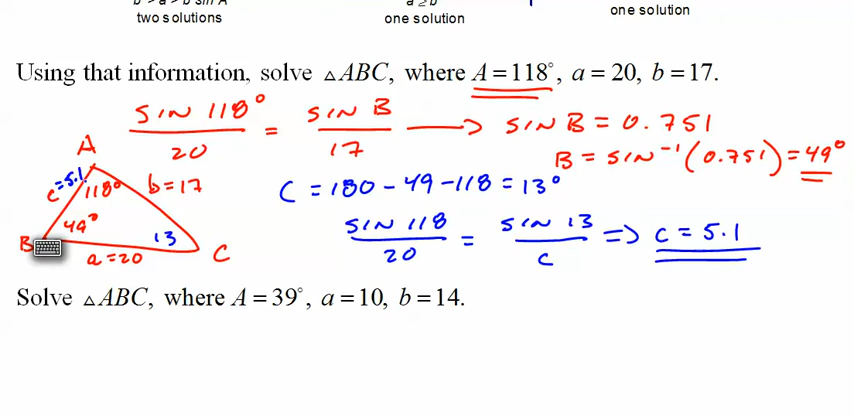 two solutions
a ≥ b
one solution
one solution
Using that information, solve △ABC, where A = 118°, a = 20, b = 17.
sin 118° / 20 = sin B / 17 → sin B = 0.751
B = sin⁻¹(0.751) = 49°
A
c=5.1
118°
b = 17
49°
13
B
a = 20
C
C = 180 - 49 - 118 = 13°
sin 118 / 20 = sin 13 / c => c = 5.1
Solve △ABC, where A = 39°, a = 10, b = 14.